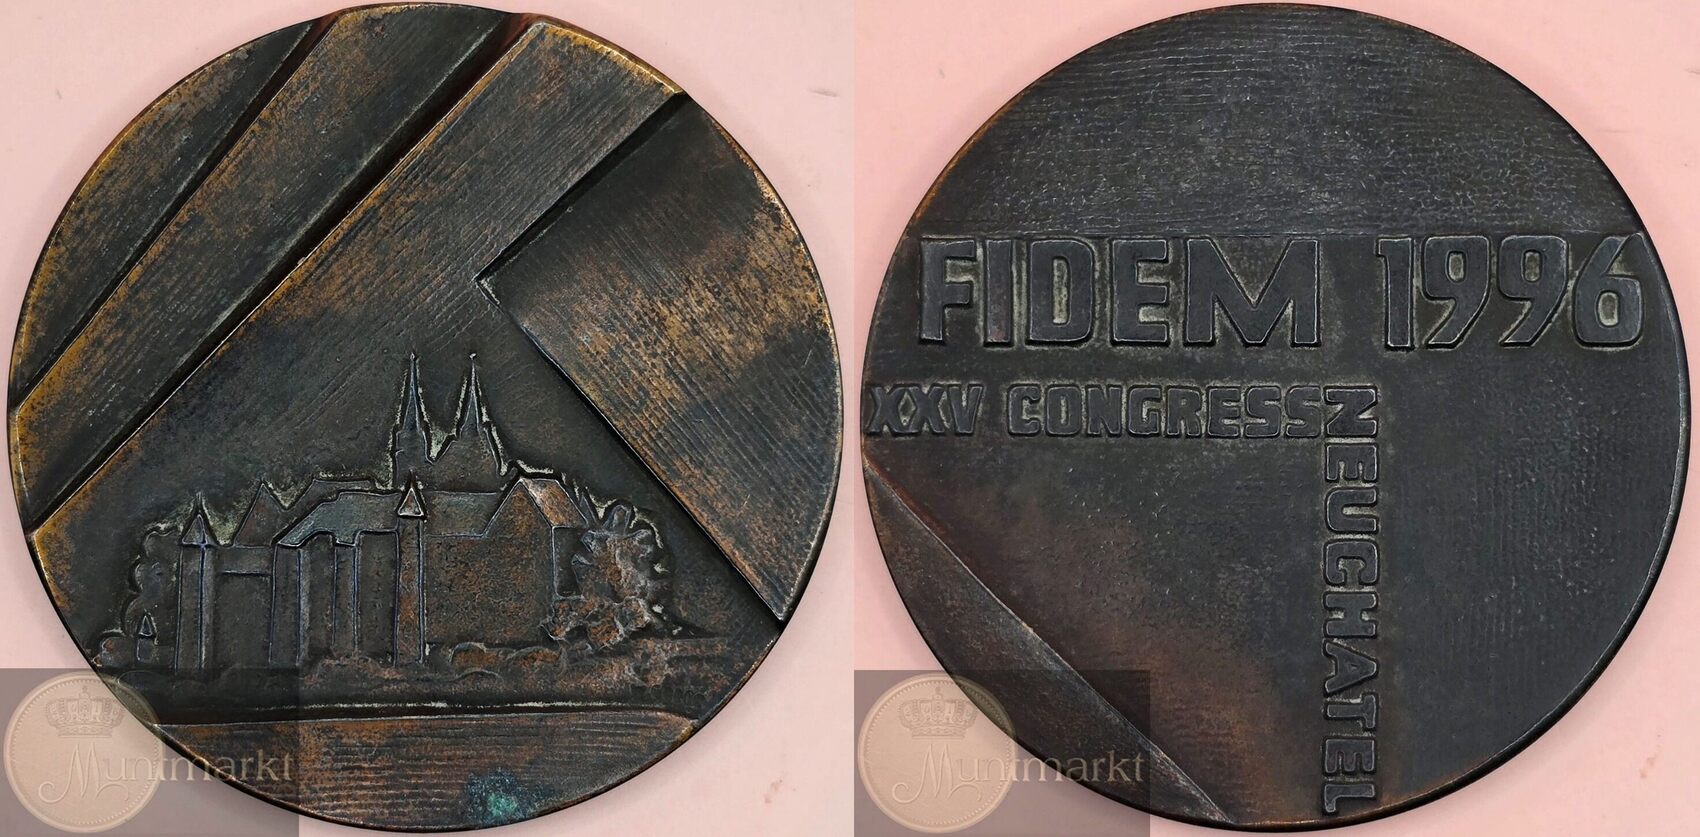 FIDEM 1996
XXV CONGRESS
NEUCHATEL
Muntmarkt
Muntmarkt